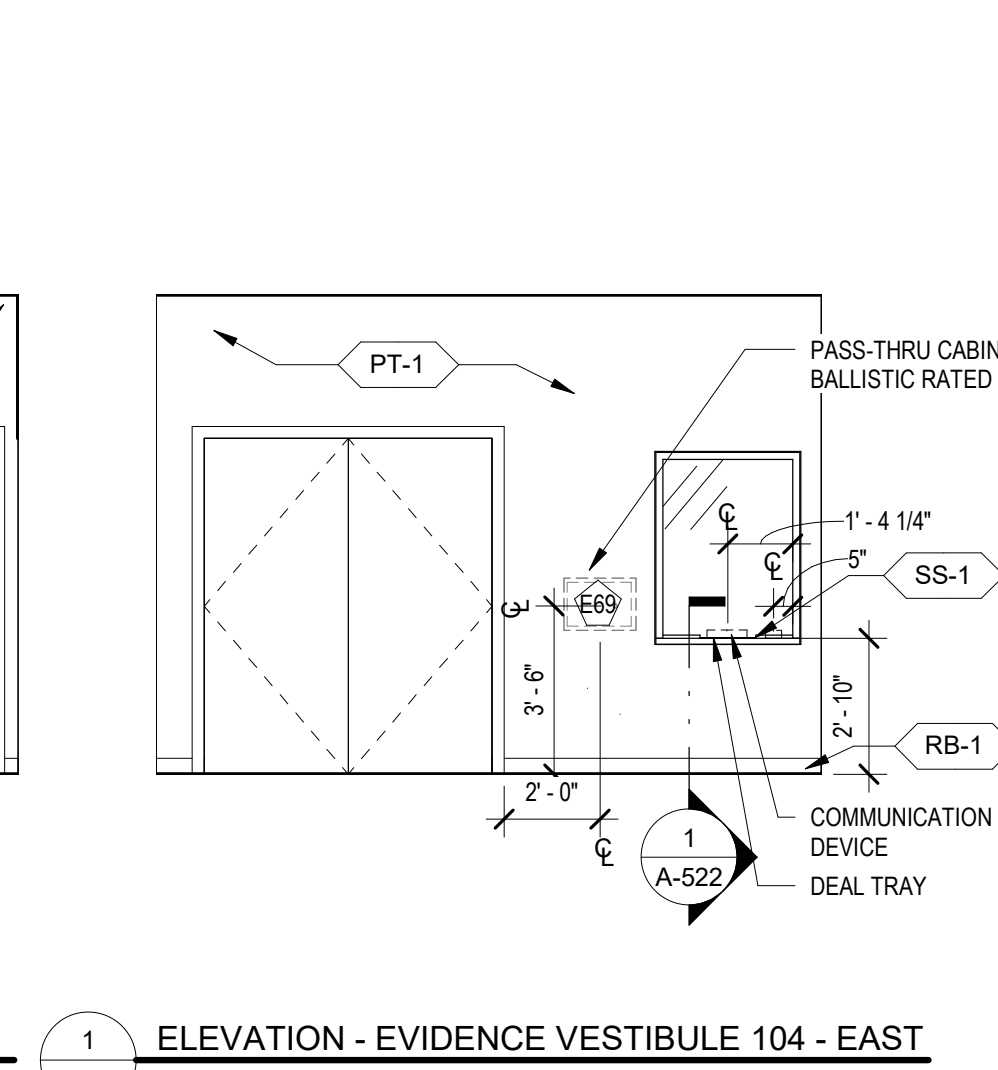 PT-1
PASS-THRU CABIN
BALLISTIC RATED
1' - 4 1/4"
5"
SS-1
E69
3' - 6"
2' - 10"
RB-1
2' - 0"
COMMUNICATION
DEVICE
DEAL TRAY
1
A-522
1
ELEVATION - EVIDENCE VESTIBULE 104 - EAST